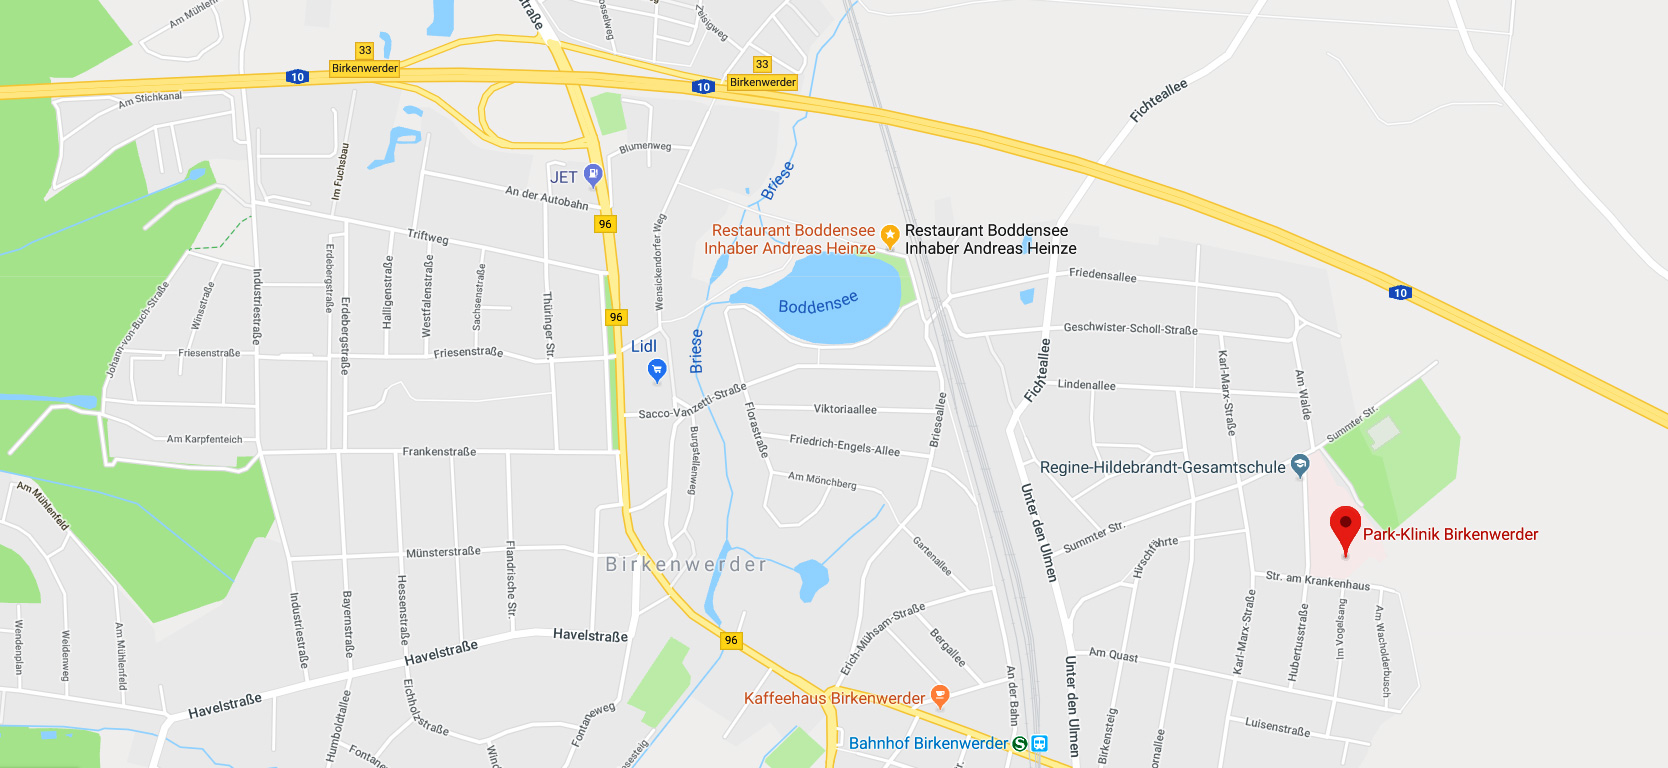 Am Mühlenf
osselweg
Zeisigweg
straße
33
Birkenwerder
10
33
Birkenwerder
10
Am Stichkanal
Fichteallee
Im Fuchsbau
Blumenweg
JET
An der Autobahn
Briese
96
Triftweg
Wensickendorfer Weg
Restaurant Boddensee
Inhaber Andreas Heinze
Restaurant Boddensee
Inhaber Andreas Heinze
Friedensallee
10
Johann-von-Buch-Straße
Winsstraße
Industriestraße
Erdebergstraße
Erdebergstraße
Halligenstraße
Westfalenstraße
Sachsenstraße
Thüringer Str.
Boddensee
96
Geschwister-Scholl-Straße
Friesenstraße
Friesenstraße
Lidl
Briese
Fichteallee
Karl-Marx-Straße
Lindenallee
Am Walde
Sacco-Vanzetti-Straße
Viktoriaallee
Brieseallee
Florastraße
Friedrich-Engels-Allee
Summter Str.
Am Karpfenteich
Frankenstraße
Burgstellenweg
Regine-Hildebrandt-Gesamtschule
Am Mönchberg
Am Mühlenfeld
Unter den Ulmen
Park-Klinik Birkenwerder
Summter Str.
Hirschfährte
Gartenallee
Münsterstraße
Flandrische Str.
Birkenwerder
Str. am Krankenhaus
Industriestraße
Bayernstraße
Hessenstraße
Wendenplan
Weidenweg
Am Mühlenfeld
Havelstraße
Havelstraße
Havelstraße
96
Erich-Mühsam-Straße
Bergallee
An der Bahn
Am Quast
Unter den Ulmen
Karl-Marx-Straße
Hubertusstraße
Im Vogelsang
Am Wacholderbusch
Kaffeehaus Birkenwerder
Humboldtallee
Eichholzstraße
Fontaneweg
Fontane
Wind
sesteig
Birkensteig
ornallee
Luisenstraße
Bahnhof Birkenwerder
S
str.